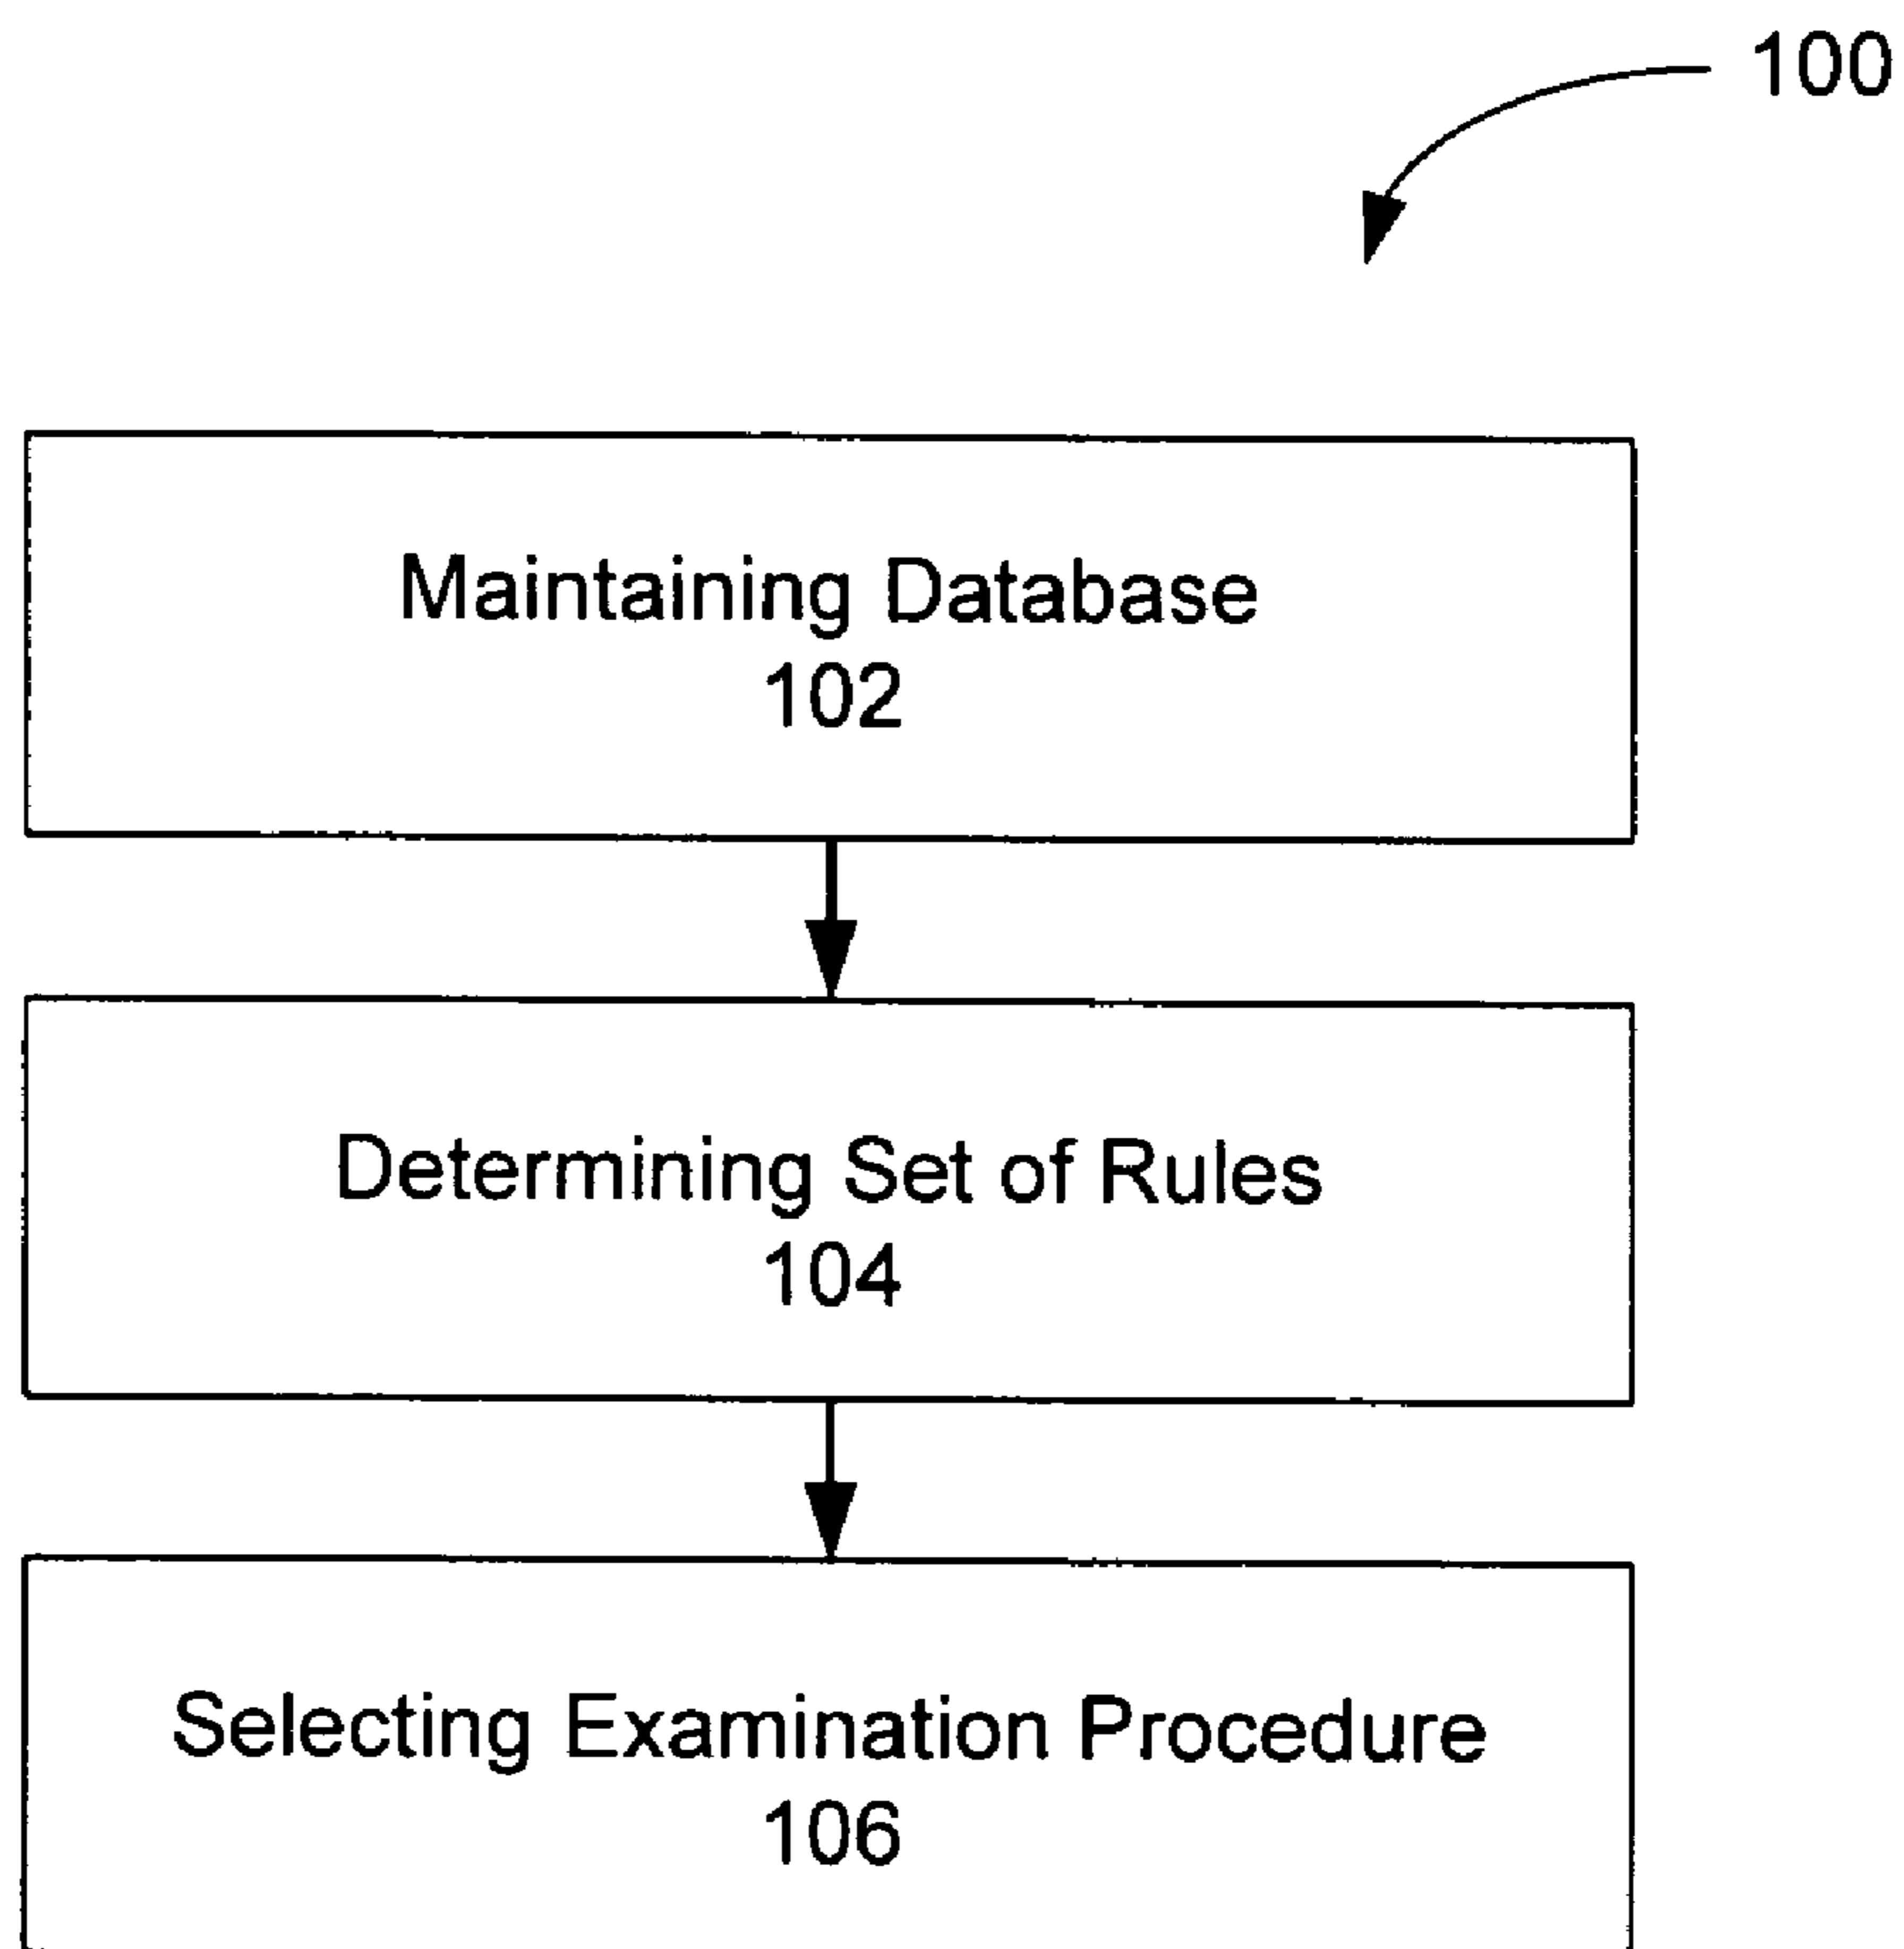 100
Maintaining Database
102
Determining Set of Rules
104
Selecting Examination Procedure
106